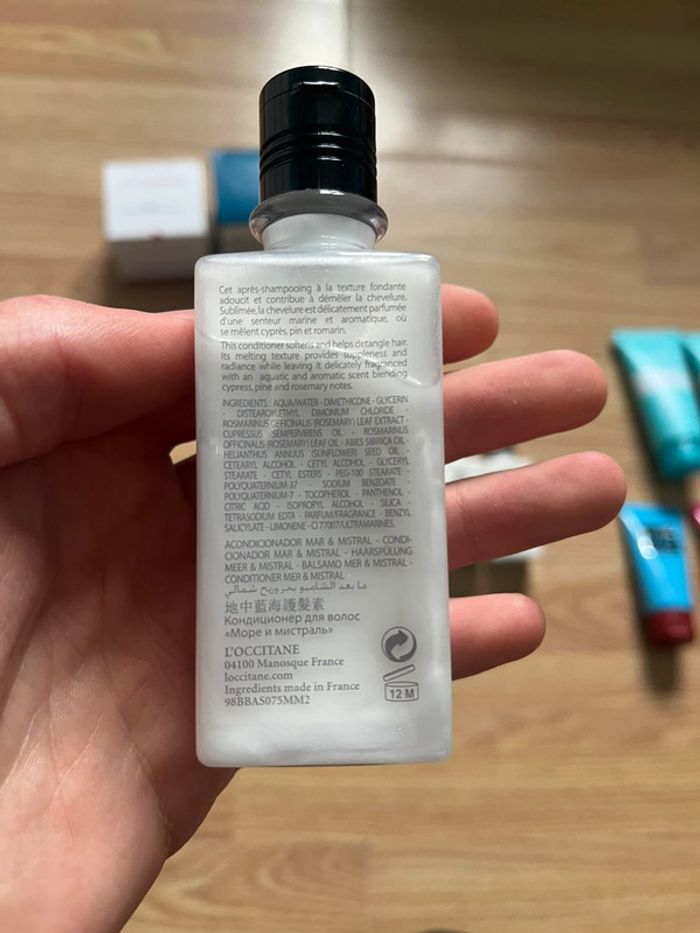 Cet après-shampooing à la texture fondante
adoucit et contribue à démêler la chevelure.
Sublimée, la chevelure est délicatement parfumée
d'une senteur marine et aromatique, où
se mêlent cyprès, pin et romarin.
This conditioner softens and helps detangle hair.
Its melting texture provides suppleness and
radiance while leaving it delicately fragranced
with an aquatic and aromatic scent blending
cypress, pine and rosemary notes.
INGREDIENTS : AQUA/WATER - DIMETHICONE - GLYCERIN
- DISTEAROYLETHYL DIMONIUM CHLORIDE -
ROSMARINUS OFFICINALIS (ROSEMARY) LEAF EXTRACT -
CUPRESSUS SEMPERVIRENS OIL - ROSMARINUS
OFFICINALIS (ROSEMARY) LEAF OIL - ABIES SIBIRICA OIL -
HELIANTHUS ANNUUS (SUNFLOWER) SEED OIL -
CETEARYL ALCOHOL - CETYL ALCOHOL - GLYCERYL
STEARATE - CETYL ESTERS - PEG-100 STEARATE -
POLYQUATERNIUM-37 - SODIUM BENZOATE -
POLYQUATERNIUM-7 - TOCOPHEROL - PANTHENOL -
CITRIC ACID - ISOPROPYL ALCOHOL - SILICA -
TETRASODIUM EDTA - PARFUM/FRAGRANCE - BENZYL
SALICYLATE - LIMONENE - CI 77007/ULTRAMARINES.
ACONDICIONADOR MAR & MISTRAL - CONDI-
CIONADOR MAR & MISTRAL - HAARSPÜLUNG
MEER & MISTRAL - BALSAMO MER & MISTRAL -
CONDITIONER MER & MISTRAL
ما بعد الشامبو بحر وريح شمالي
地中藍海護髮素
Кондиционер для волос
«Море и мистраль»
L'OCCITANE
04100 Manosque France
loccitane.com
Ingredients made in France
98BBAS075MM2
12 M